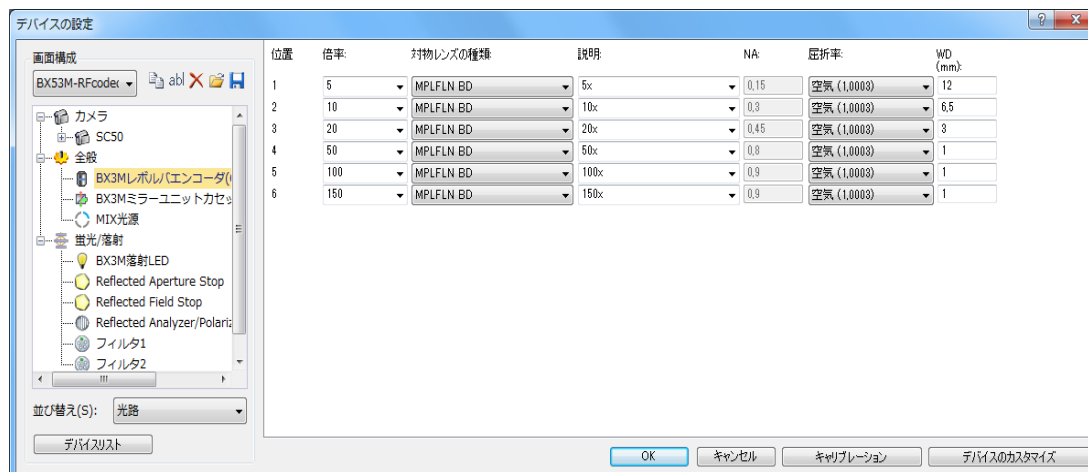 デバイスの設定
画面構成
BX53M-RFcoder
abl
カメラ
SC50
全般
BX3Mレボルバエンコーダ(
BX3Mミラーユニットカセッ
MIX光源
蛍光/落射
BX3M落射LED
Reflected Aperture Stop
Reflected Field Stop
Reflected Analyzer/Polariz
フィルタ1
フィルタ2
並び替え(S): 光路
デバイスリスト
位置 倍率: 対物レンズの種類: 説明: NA: 屈折率: WD (mm):
1 5 MPLFLN BD 5x 0,15 空気 (1,0003) 12
2 10 MPLFLN BD 10x 0,3 空気 (1,0003) 6,5
3 20 MPLFLN BD 20x 0,45 空気 (1,0003) 3
4 50 MPLFLN BD 50x 0,8 空気 (1,0003) 1
5 100 MPLFLN BD 100x 0,9 空気 (1,0003) 1
6 150 MPLFLN BD 150x 0,9 空気 (1,0003) 1
OK キャンセル キャリブレーション デバイスのカスタマイズ